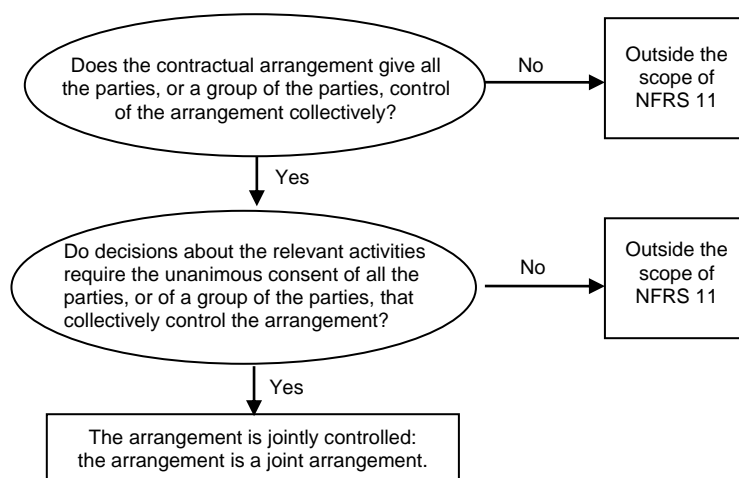 Does the contractual arrangement give all
the parties, or a group of the parties, control
of the arrangement collectively?
No
Outside the
scope of
NFRS 11
Yes
Do decisions about the relevant activities
require the unanimous consent of all the
parties, or of a group of the parties, that
collectively control the arrangement?
No
Outside the
scope of
NFRS 11
Yes
The arrangement is jointly controlled:
the arrangement is a joint arrangement.